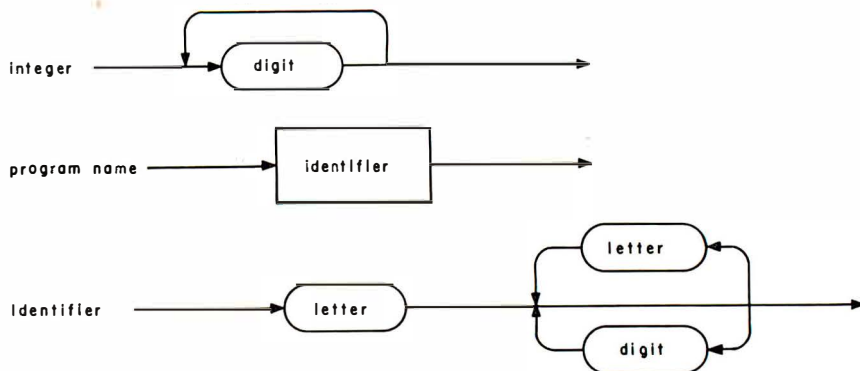 integer
digit
program name
identifier
letter
Identifier
letter
digit